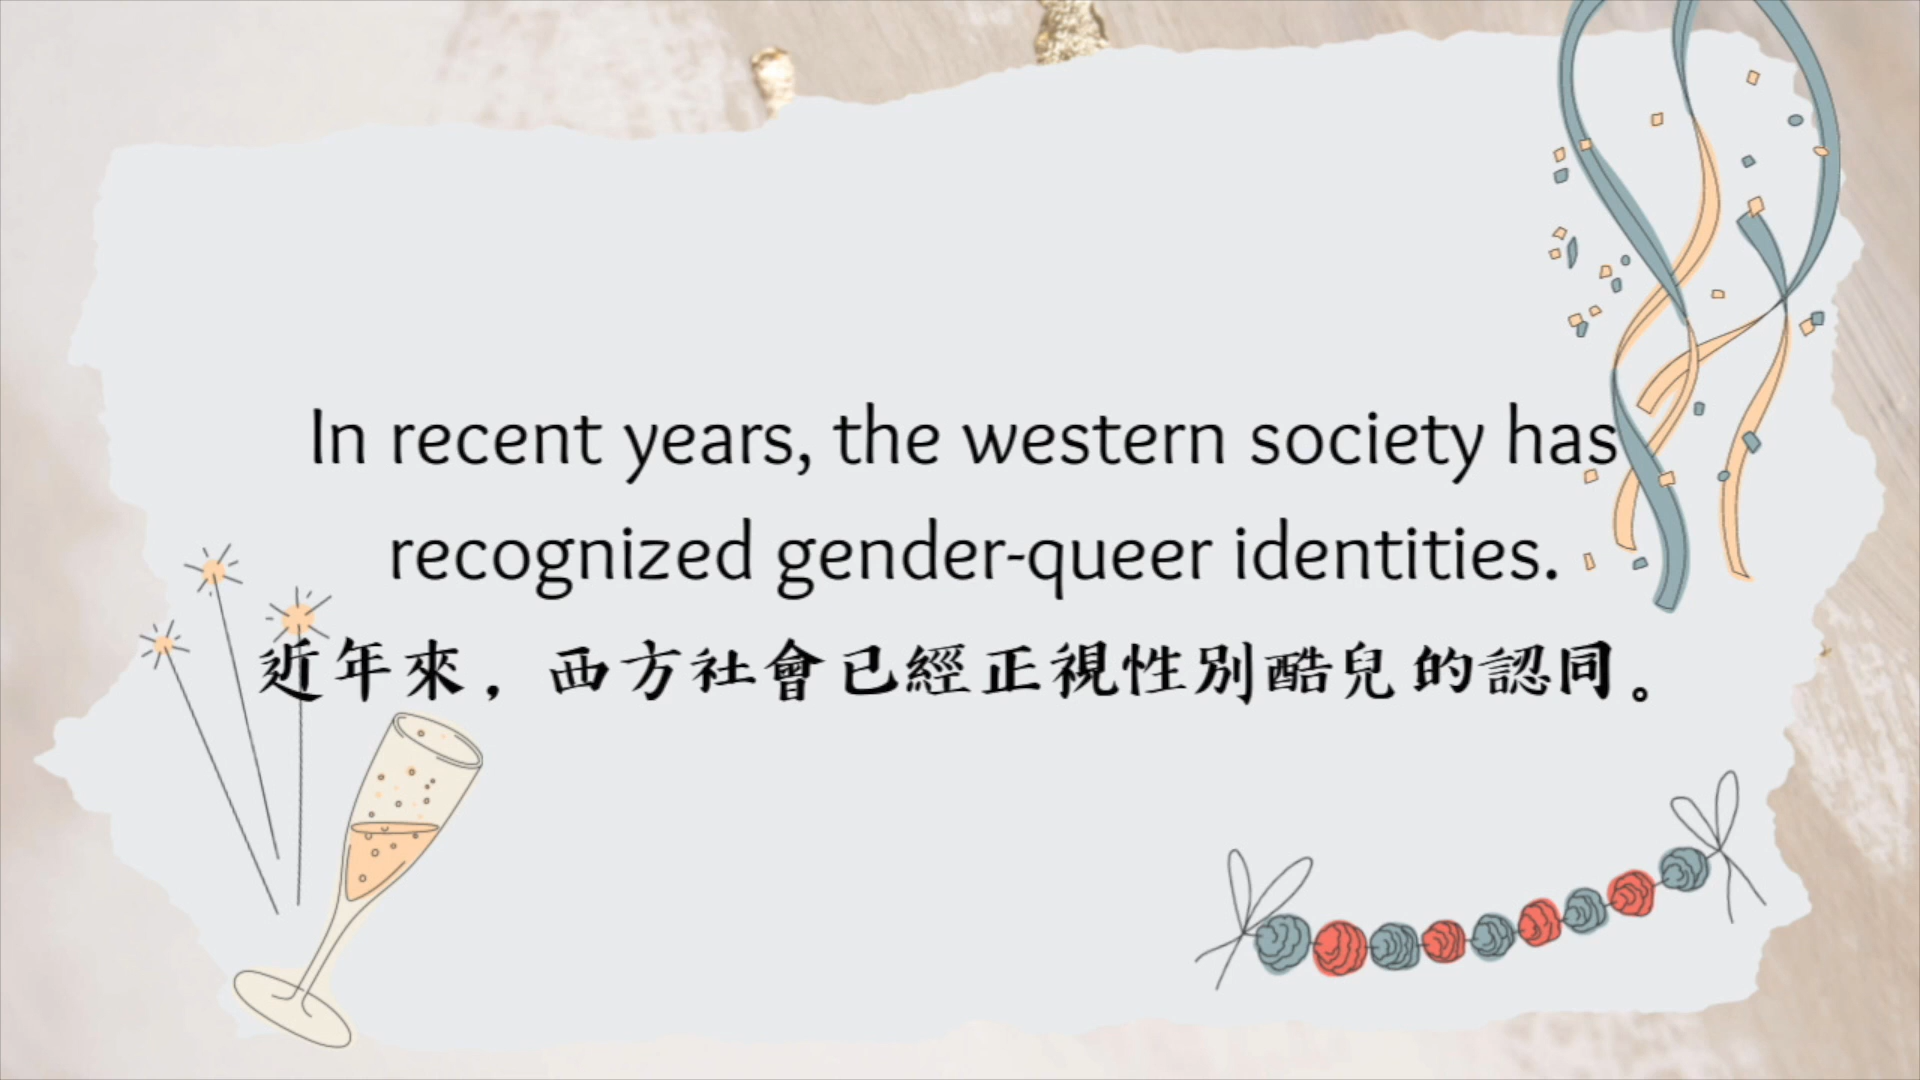 In recent years, the western society has
recognized gender-queer identities.
近年來，西方社會已經正視性別酷兒的認同。